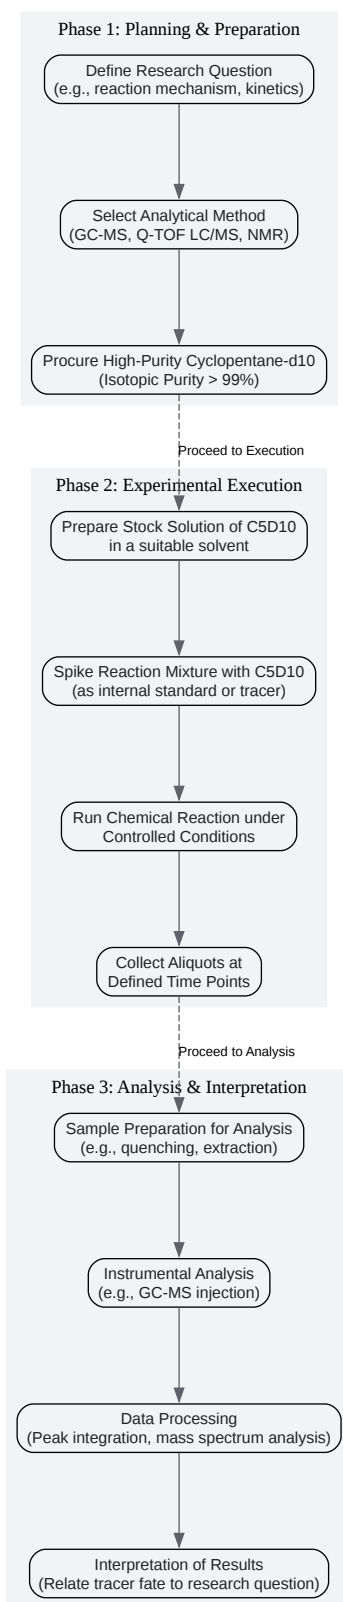 Phase 1: Planning & Preparation
Define Research Question
(e.g., reaction mechanism, kinetics)
Select Analytical Method
(GC-MS, Q-TOF LC/MS, NMR)
Procure High-Purity Cyclopentane-d10
(Isotopic Purity > 99%)
Proceed to Execution
Phase 2: Experimental Execution
Prepare Stock Solution of C5D10
in a suitable solvent
Spike Reaction Mixture with C5D10
(as internal standard or tracer)
Run Chemical Reaction under
Controlled Conditions
Collect Aliquots at
Defined Time Points
Proceed to Analysis
Phase 3: Analysis & Interpretation
Sample Preparation for Analysis
(e.g., quenching, extraction)
Instrumental Analysis
(e.g., GC-MS injection)
Data Processing
(Peak integration, mass spectrum analysis)
Interpretation of Results
(Relate tracer fate to research question)